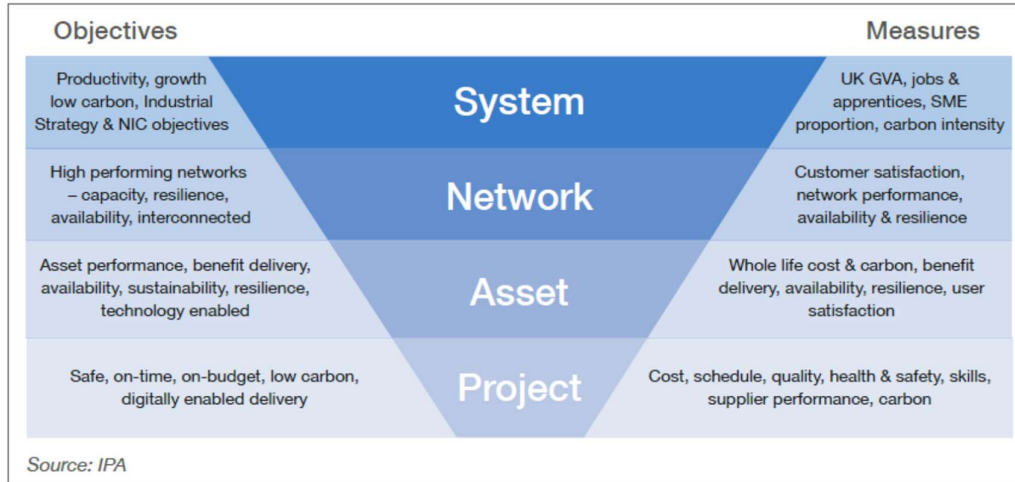 Objectives
Measures
Productivity, growth
low carbon, Industrial
Strategy & NIC objectives
System
UK GVA, jobs &
apprentices, SME
proportion, carbon intensity
High performing networks
– capacity, resilience,
availability, interconnected
Network
Customer satisfaction,
network performance,
availability & resilience
Asset performance, benefit delivery,
availability, sustainability, resilience,
technology enabled
Asset
Whole life cost & carbon, benefit
delivery, availability, resilience, user
satisfaction
Safe, on-time, on-budget, low carbon,
digitally enabled delivery
Project
Cost, schedule, quality, health & safety, skills,
supplier performance, carbon
Source: IPA